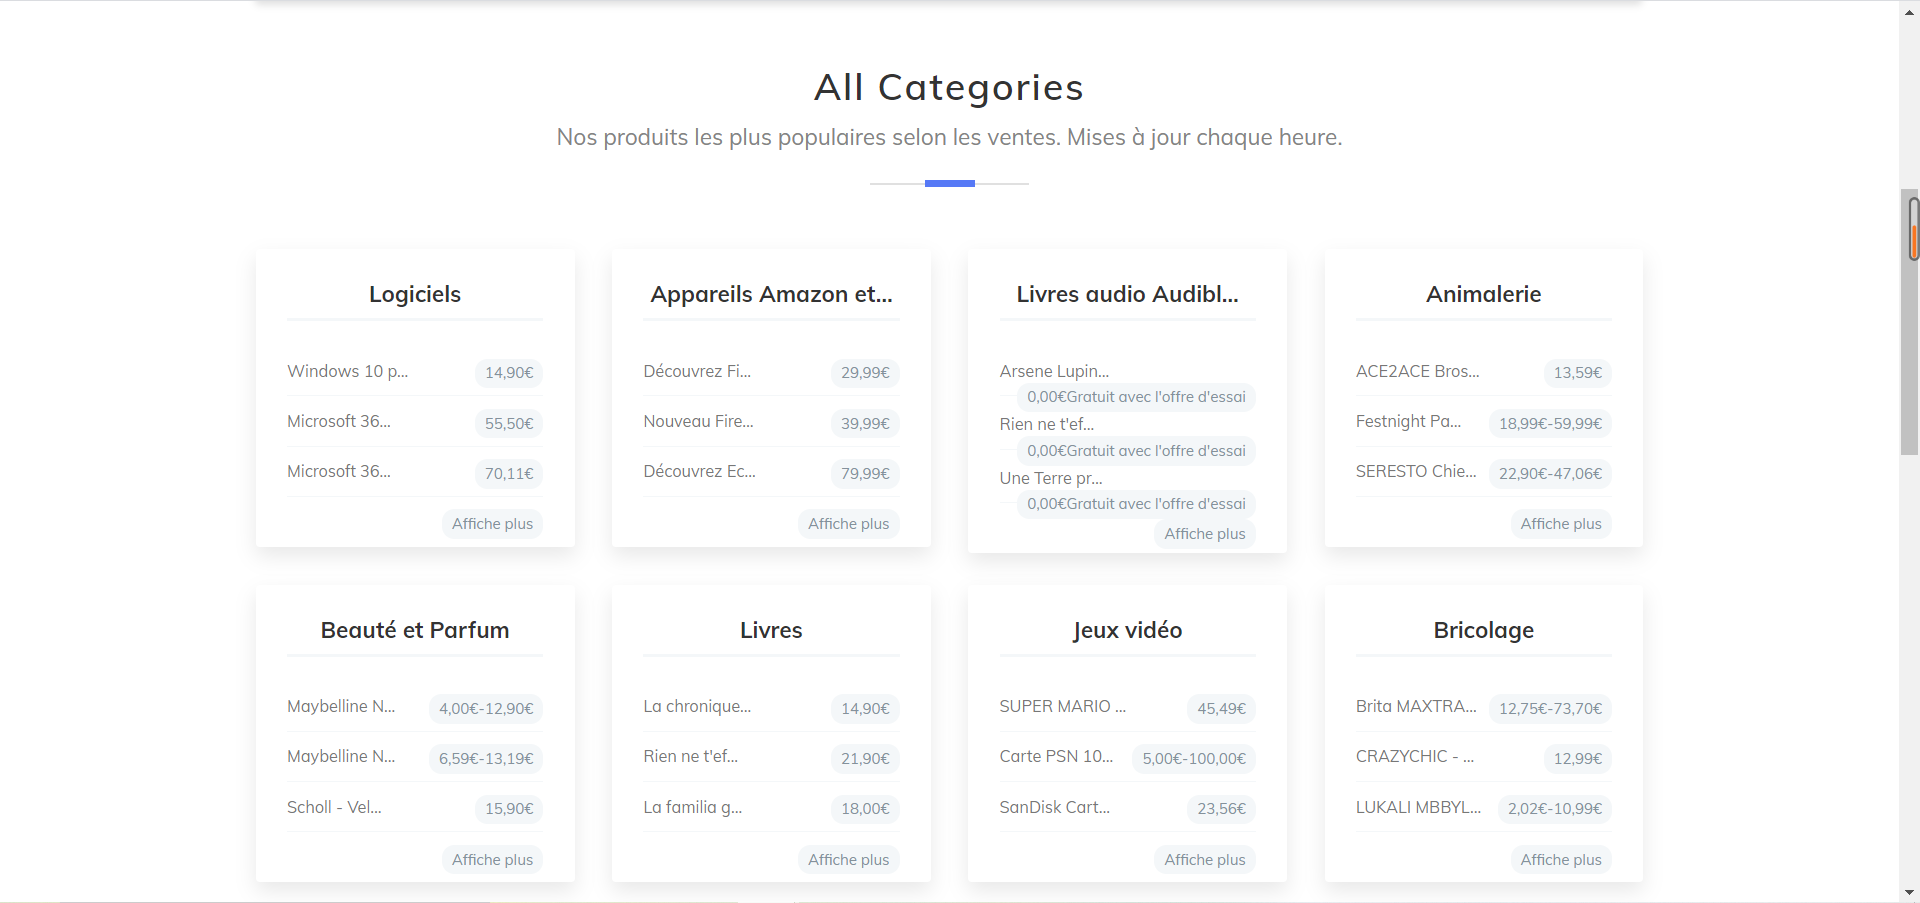 All Categories
Nos produits les plus populaires selon les ventes. Mises à jour chaque heure.
Logiciels
Windows 10 p... 14,90€
Microsoft 36... 55,50€
Microsoft 36... 70,11€
Affiche plus
Appareils Amazon et...
Découvrez Fi... 29,99€
Nouveau Fire... 39,99€
Découvrez Ec... 79,99€
Affiche plus
Livres audio Audibl...
Arsene Lupin...
0,00€Gratuit avec l'offre d'essai
Rien ne t'ef...
0,00€Gratuit avec l'offre d'essai
Une Terre pr...
0,00€Gratuit avec l'offre d'essai
Affiche plus
Animalerie
ACE2ACE Bros... 13,59€
Festnight Pa... 18,99€-59,99€
SERESTO Chie... 22,90€-47,06€
Affiche plus
Beauté et Parfum
Maybelline N... 4,00€-12,90€
Maybelline N... 6,59€-13,19€
Scholl - Vel... 15,90€
Affiche plus
Livres
La chronique... 14,90€
Rien ne t'ef... 21,90€
La familia g... 18,00€
Affiche plus
Jeux vidéo
SUPER MARIO ... 45,49€
Carte PSN 10... 5,00€-100,00€
SanDisk Cart... 23,56€
Affiche plus
Bricolage
Brita MAXTRA... 12,75€-73,70€
CRAZYCHIC - ... 12,99€
LUKALI MBBYL... 2,02€-10,99€
Affiche plus